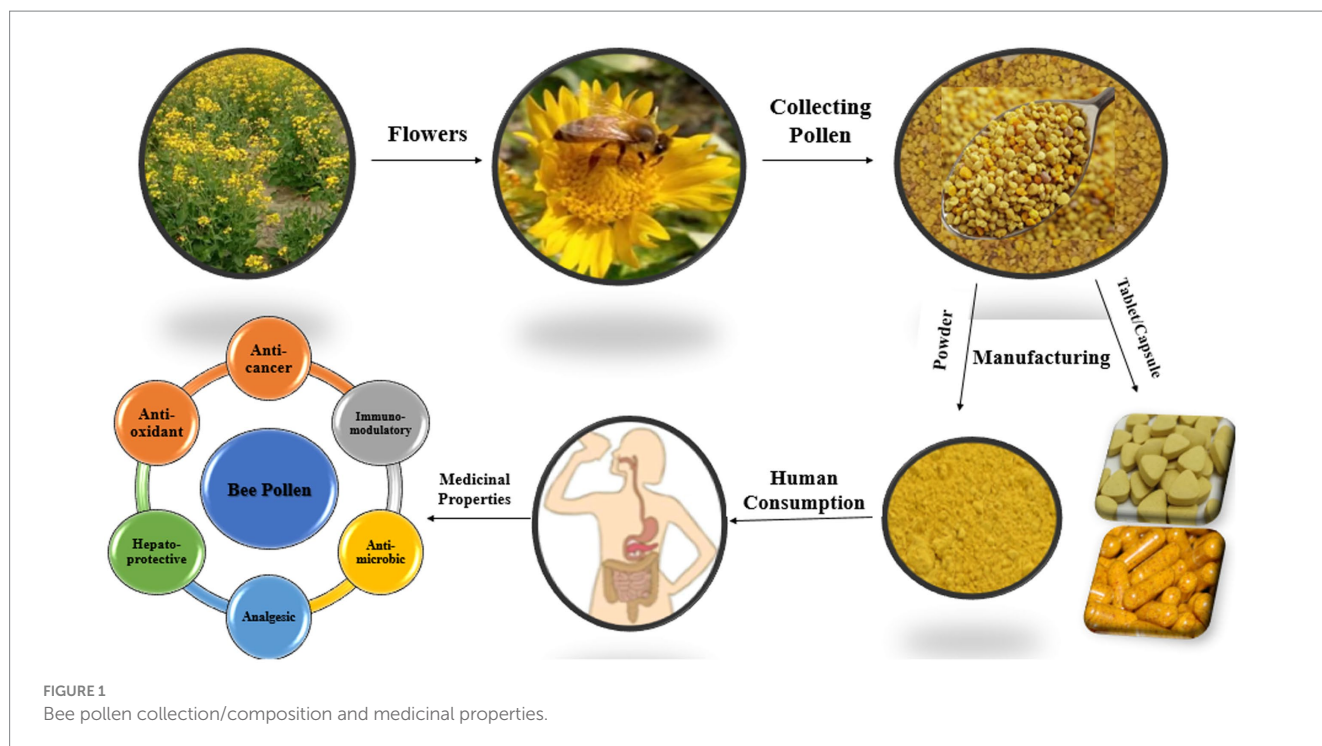 Flowers
Collecting
Pollen
Powder
Manufacturing
Tablet/Capsule
Human
Consumption
Medicinal
Properties
Anti-
cancer
Immuno-
modulatory
Anti-
microbic
Analgesic
Hepato-
protective
Anti-
oxidant
Bee Pollen
FIGURE 1
Bee pollen collection/composition and medicinal properties.